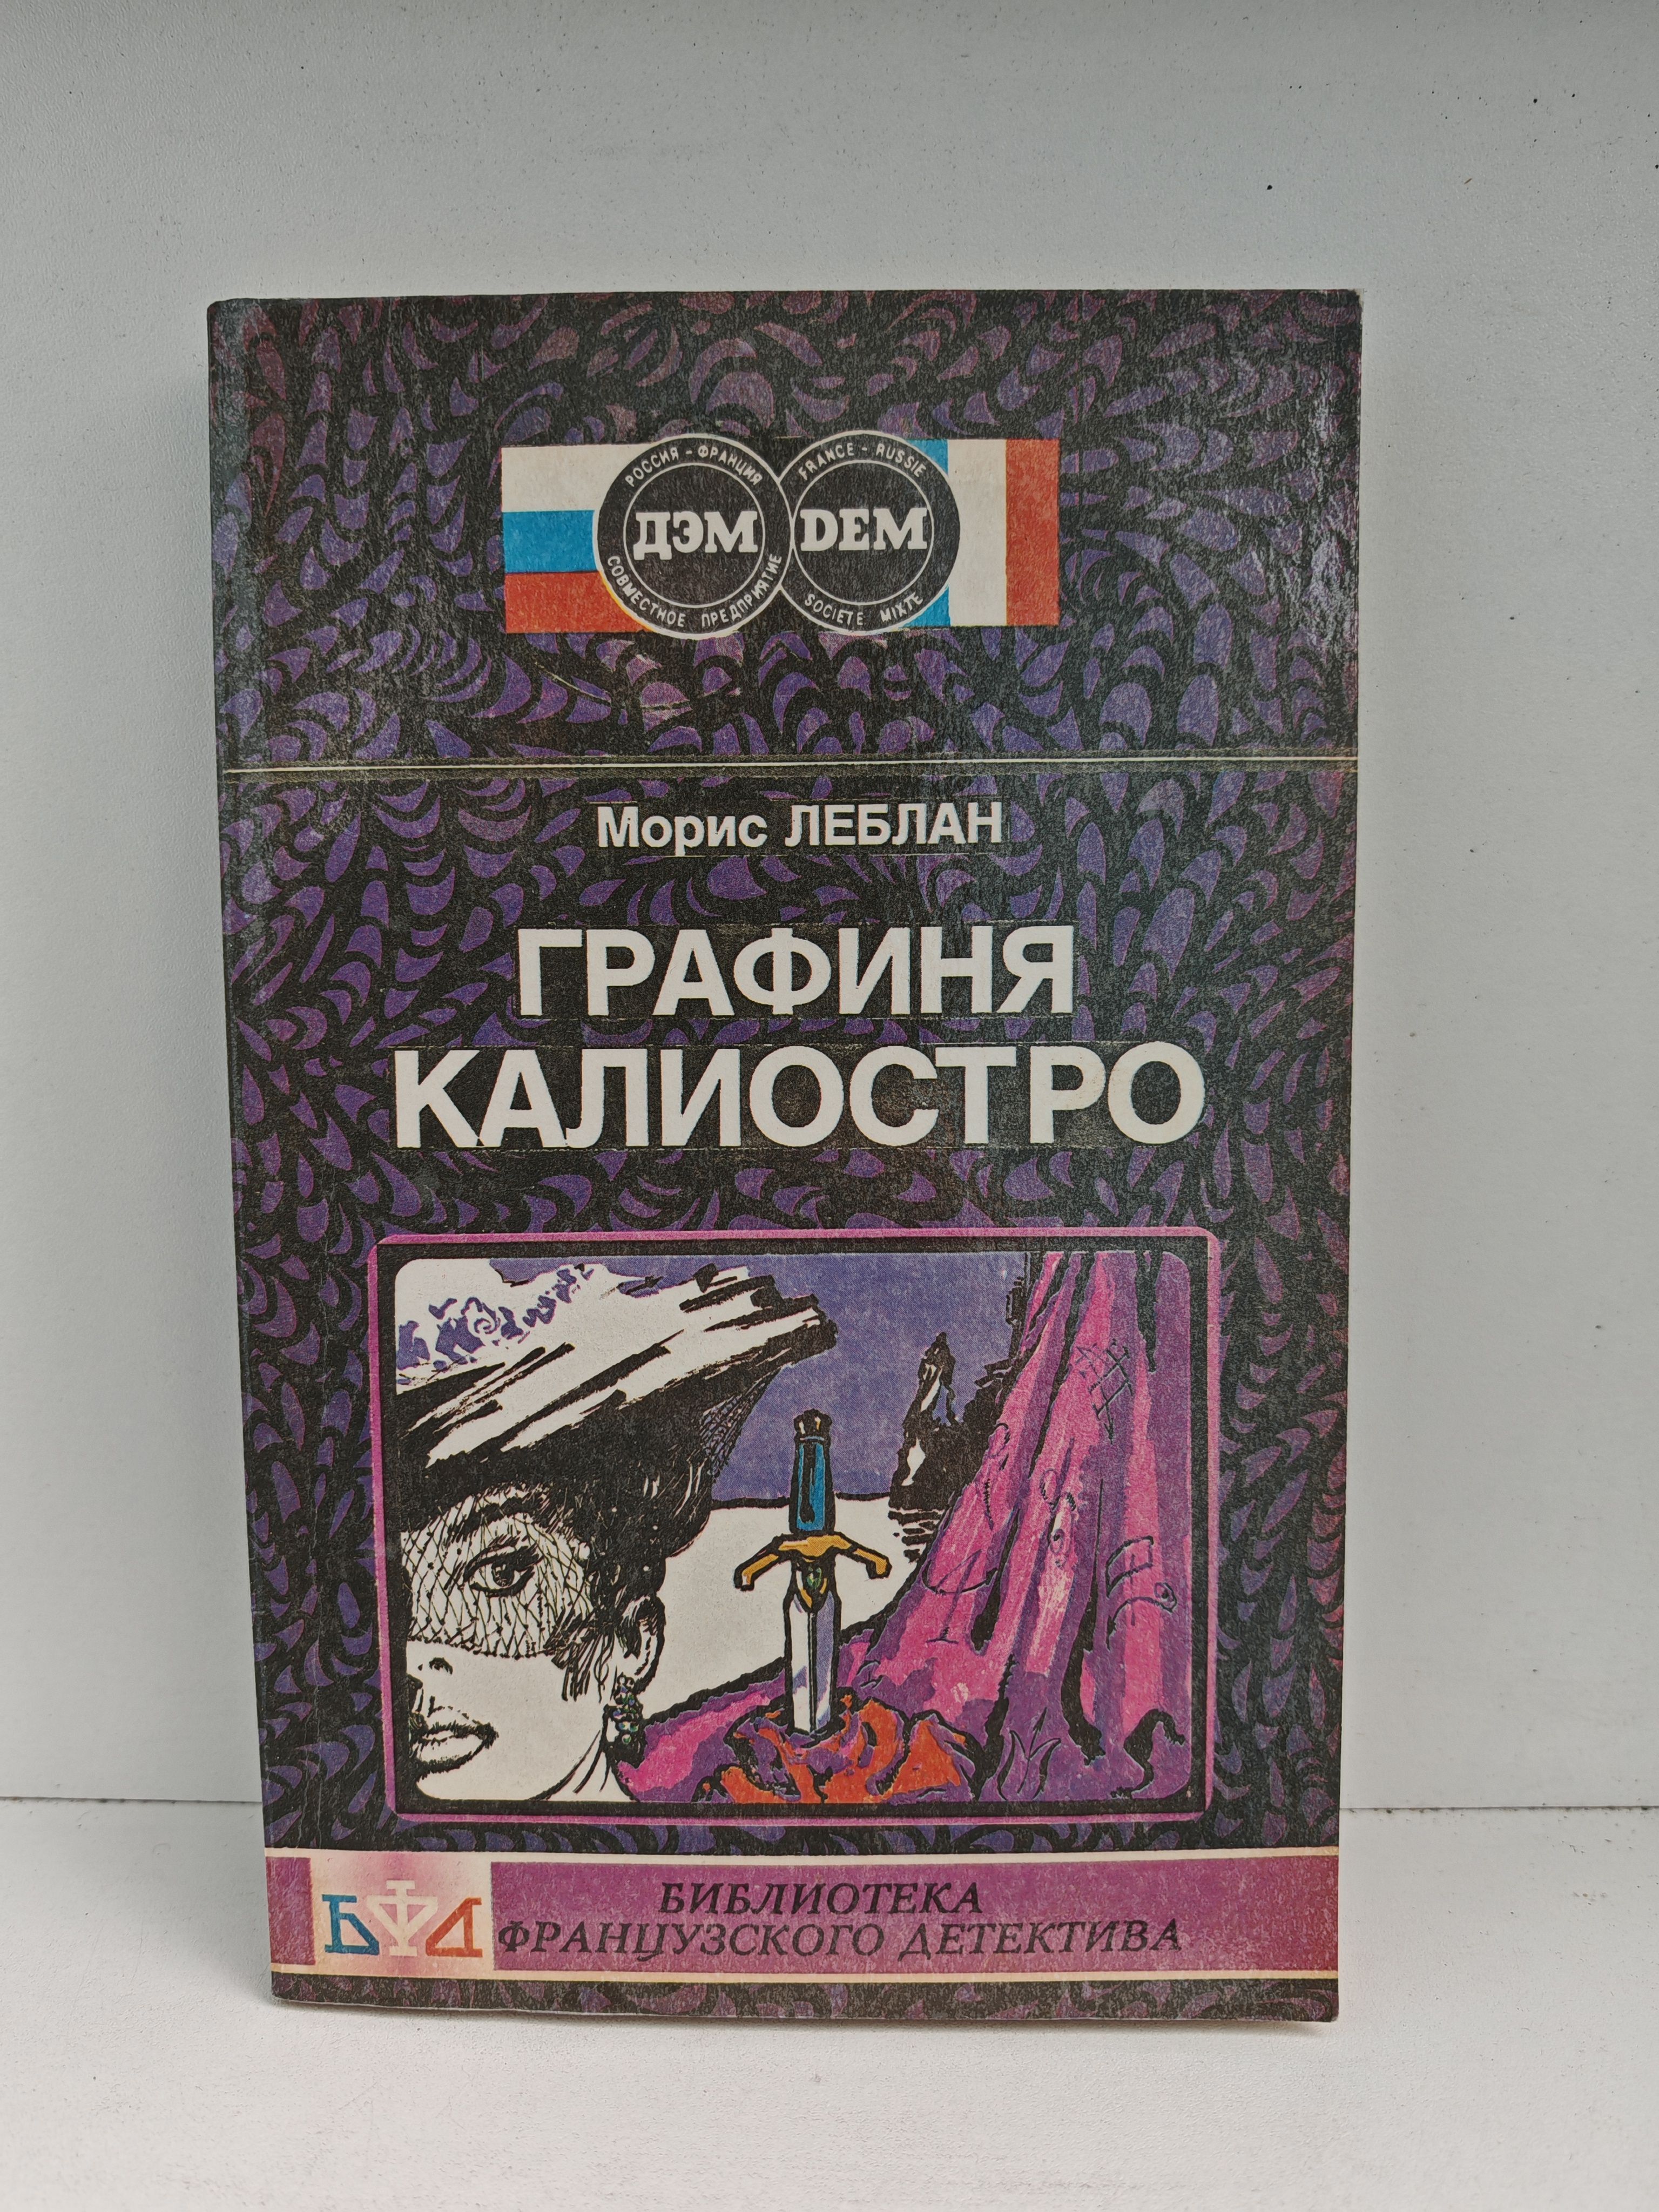 РОССИЯ - ФРАНЦИЯ
ДЭМ
СОВМЕСТНОЕ ПРЕДПРИЯТИЕ
FRANCE - RUSSIE
DEM
SOCIETE MIXTE
Морис ЛЕБЛАН
ГРАФИНЯ
КАЛИОСТРО
БФД
БИБЛИОТЕКА
ФРАНЦУЗСКОГО ДЕТЕКТИВА